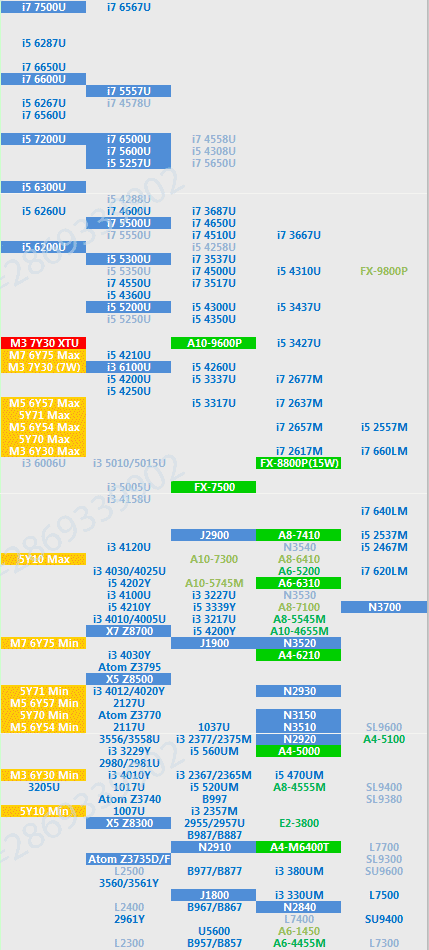 i7 7500U i7 6567U
i5 6287U
i7 6650U
i7 6600U
i7 5557U
i5 6267U i7 4578U
i7 6560U
i5 7200U i7 6500U i7 4558U
i7 5600U i5 4308U
i5 5257U i7 5650U
i5 6300U
i5 4288U
i5 6260U i7 4600U i7 3687U
i7 5500U i7 4650U
i7 5550U i7 4510U i7 3667U
i5 6200U i5 4258U
i5 5300U i7 3537U
i5 5350U i7 4500U i5 4310U FX-9800P
i7 4550U i7 3517U
i5 4360U
i5 5200U i5 4300U i5 3437U
i5 5250U i5 4350U
M3 7Y30 XTU A10-9600P i5 3427U
M7 6Y75 Max i5 4210U
M3 7Y30 (7W) i3 6100U i5 4260U
i5 4200U i5 3337U i7 2677M
i5 4250U
M5 6Y57 Max i5 3317U i7 2637M
5Y71 Max
M5 6Y54 Max i7 2657M i5 2557M
5Y70 Max
M3 6Y30 Max i7 2617M i7 660LM
i3 6006U i3 5010/5015U FX-8800P(15W)
i3 5005U FX-7500
i3 4158U
i7 640LM
J2900 A8-7410 i5 2537M
i3 4120U N3540 i5 2467M
5Y10 Max A10-7300 A8-6410
i3 4030/4025U A6-5200 i7 620LM
i5 4202Y A10-5745M A6-6310
i3 4100U i3 3227U N3530
i5 4210Y i5 3339Y A8-7100 N3700
i3 4010/4005U i3 3217U A8-5545M
X7 Z8700 i5 4200Y A10-4655M
M7 6Y75 Min J1900 N3520
i3 4030Y A4-6210
Atom Z3795
X5 Z8500
5Y71 Min i3 4012/4020Y N2930
M5 6Y57 Min 2127U
5Y70 Min Atom Z3770 N3150
M5 6Y54 Min 2117U 1037U N3510 SL9600
3556/3558U i3 2377/2375M N2920 A4-5100
i3 3229Y i5 560UM A4-5000
2980/2981U
M3 6Y30 Min i3 4010Y i3 2367/2365M i5 470UM
3205U 1017U i5 520UM A8-4555M SL9400
Atom Z3740 B997 SL9380
5Y10 Min 1007U i3 2357M
X5 Z8300 2955/2957U E2-3800
B987/B887
N2910 A4-M6400T L7700
Atom Z3735D/F SL9300
L2500 B977/B877 i3 380UM SU9600
3560/3561Y
J1800 i3 330UM L7500
L2400 B967/B867 N2840
2961Y L7400 SU9400
U5600 A6-1450
L2300 B957/B857 A6-4455M L7300
=2869339902
=2869339902